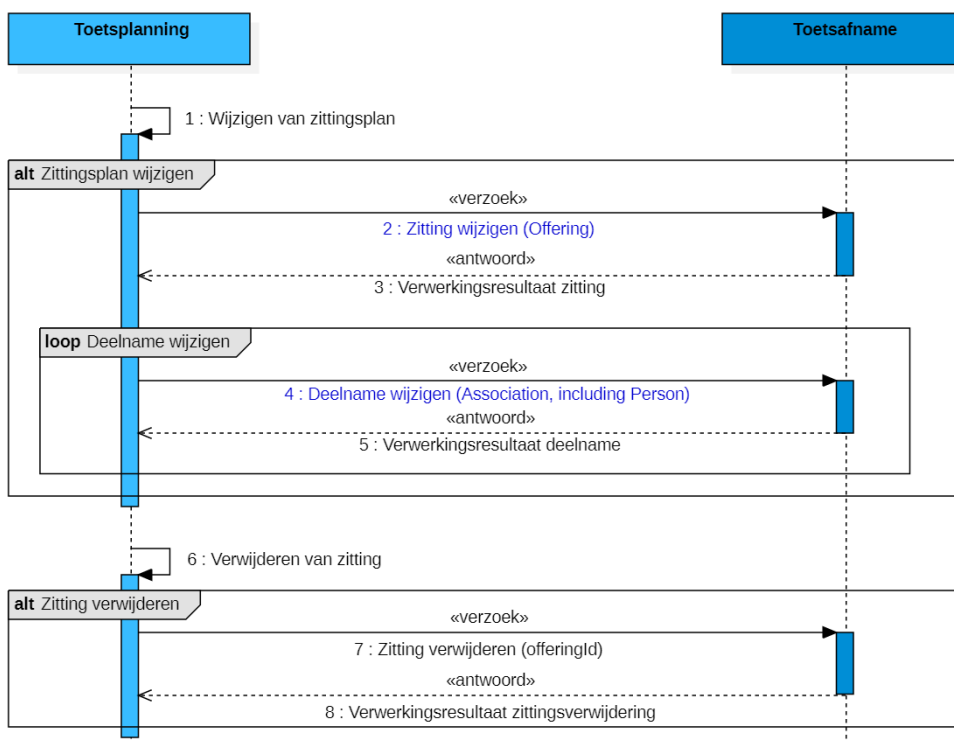 Toetsplanning
Toetsafname
1 : Wijzigen van zittingsplan
alt Zittingsplan wijzigen
«verzoek»
2 : Zitting wijzigen (Offering)
«antwoord»
3 : Verwerkingsresultaat zitting
loop Deelname wijzigen
«verzoek»
4 : Deelname wijzigen (Association, including Person)
«antwoord»
5 : Verwerkingsresultaat deelname
6 : Verwijderen van zitting
alt Zitting verwijderen
«verzoek»
7 : Zitting verwijderen (offeringId)
«antwoord»
8 : Verwerkingsresultaat zittingsverwijdering